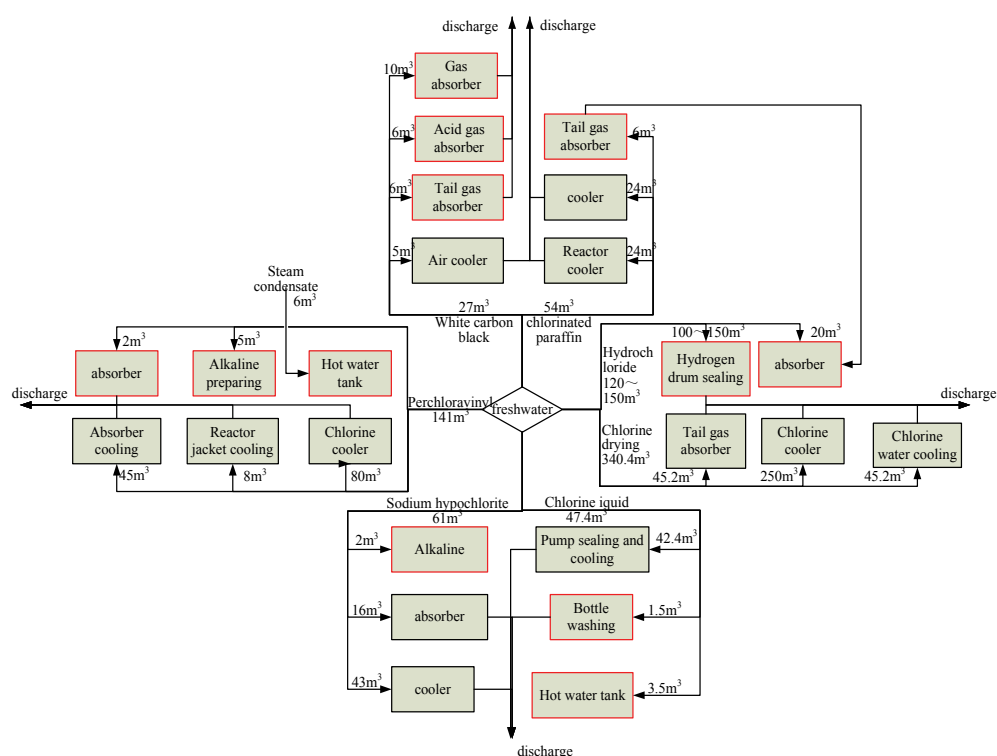 discharge
discharge
10m³
Gas
absorber
6m³
Acid gas
absorber
Tail gas
absorber
6m³
6m³
Tail gas
absorber
cooler
24m³
5m³
Air cooler
Reactor
cooler
24m³
Steam
condensate
6m³
27m³
White carbon
black
54m³
chlorinated
paraffin
2m³
5m³
100～150m³
20m³
absorber
Alkaline
preparing
Hot water
tank
Hydroch
loride
120～
150m³
Hydrogen
drum sealing
absorber
discharge
Perchloravinyl
141m³
freshwater
discharge
Absorber
cooling
Reactor
jacket cooling
Chlorine
cooler
Chlorine
drying
340.4m³
Tail gas
absorber
Chlorine
cooler
Chlorine
water cooling
45m³
8m³
80m³
45.2m³
250m³
45.2m³
Sodium hypochlorite
61m³
Chlorine iquid
47.4m³
2m³
Alkaline
Pump sealing and
cooling
42.4m³
16m³
absorber
Bottle
washing
1.5m³
43m³
cooler
Hot water tank
3.5m³
discharge